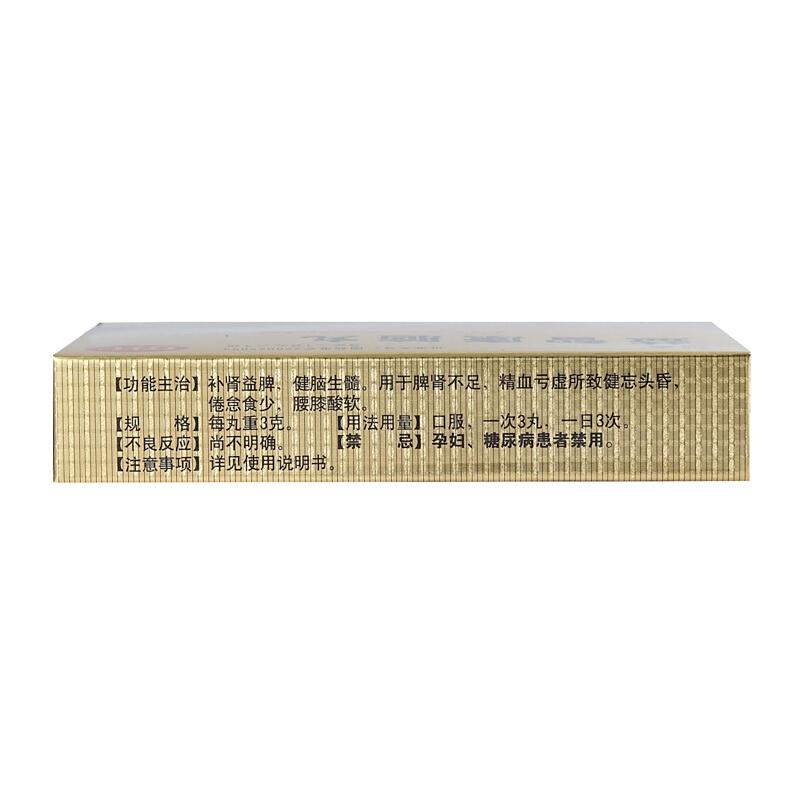 【功能主治】补肾益脾、健脑生髓。用于脾肾不足、精血亏虚所致健忘头昏，
倦怠食少，腰膝酸软。
【规 格】每丸重3克。 【用法用量】口服，一次3丸，一日3次。
【不良反应】尚不明确。 【禁 忌】孕妇、糖尿病患者禁用。
【注意事项】详见使用说明书。